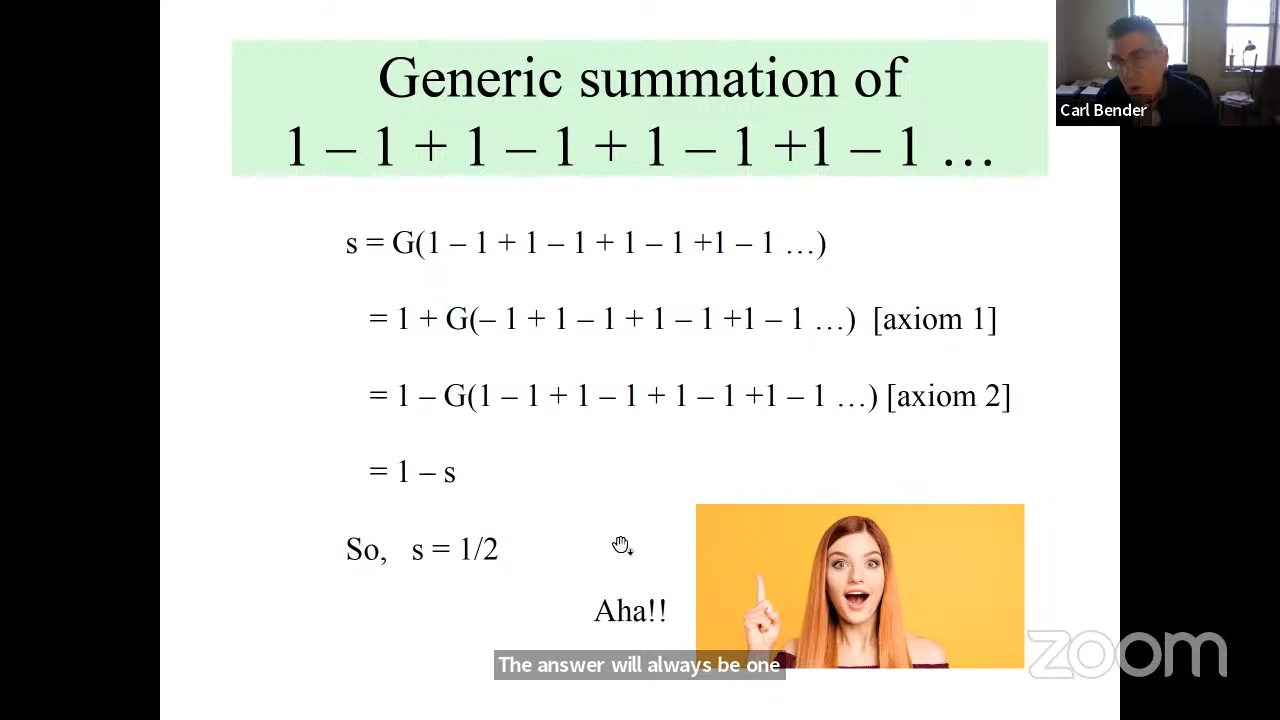 Generic summation of
1 – 1 + 1 – 1 + 1 – 1 +1 – 1 …
Carl Bender
s = G(1 – 1 + 1 – 1 + 1 – 1 +1 – 1 …)
= 1 + G(– 1 + 1 – 1 + 1 – 1 +1 – 1 …) [axiom 1]
= 1 – G(1 – 1 + 1 – 1 + 1 – 1 +1 – 1 …) [axiom 2]
= 1 – s
So, s = 1/2
Aha!!
The answer will always be one
zoom